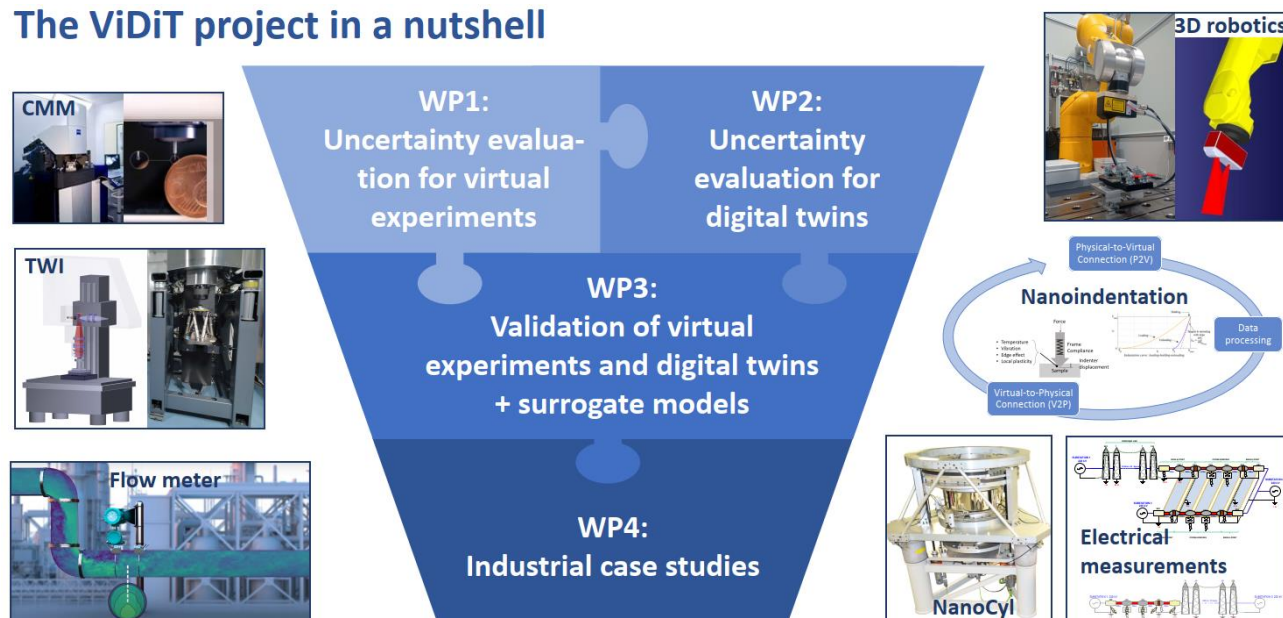 The ViDiT project in a nutshell
CMM
TWI
Flow meter
WP1:
Uncertainty evalua-
tion for virtual
experiments
WP2:
Uncertainty
evaluation for
digital twins
WP3:
Validation of virtual
experiments and digital twins
+ surrogate models
WP4:
Industrial case studies
3D robotics
Physical-to-Virtual
Connection (P2V)
Nanoindentation
Force
Frame
Compliance
• Temperature
• Vibration
• Edge effect
• Local plasticity
Indenter
displacement
Sample
Data
processing
Virtual-to-Physical
Connection (V2P)
NanoCyl
Electrical
measurements